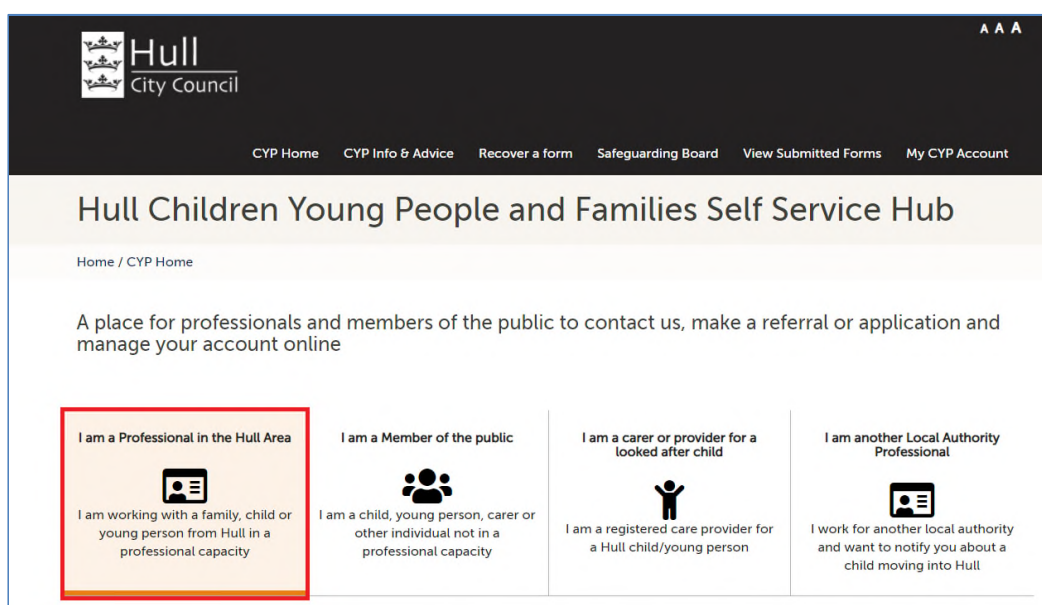 A A A
Hull
City Council
CYP Home CYP Info & Advice Recover a form Safeguarding Board View Submitted Forms My CYP Account
Hull Children Young People and Families Self Service Hub
Home / CYP Home
A place for professionals and members of the public to contact us, make a referral or application and
manage your account online
I am a Professional in the Hull Area
I am working with a family, child or
young person from Hull in a
professional capacity
I am a Member of the public
I am a child, young person, carer or
other individual not in a
professional capacity
I am a carer or provider for a
looked after child
I am a registered care provider for
a Hull child/young person
I am another Local Authority
Professional
I work for another local authority
and want to notify you about a
child moving into Hull